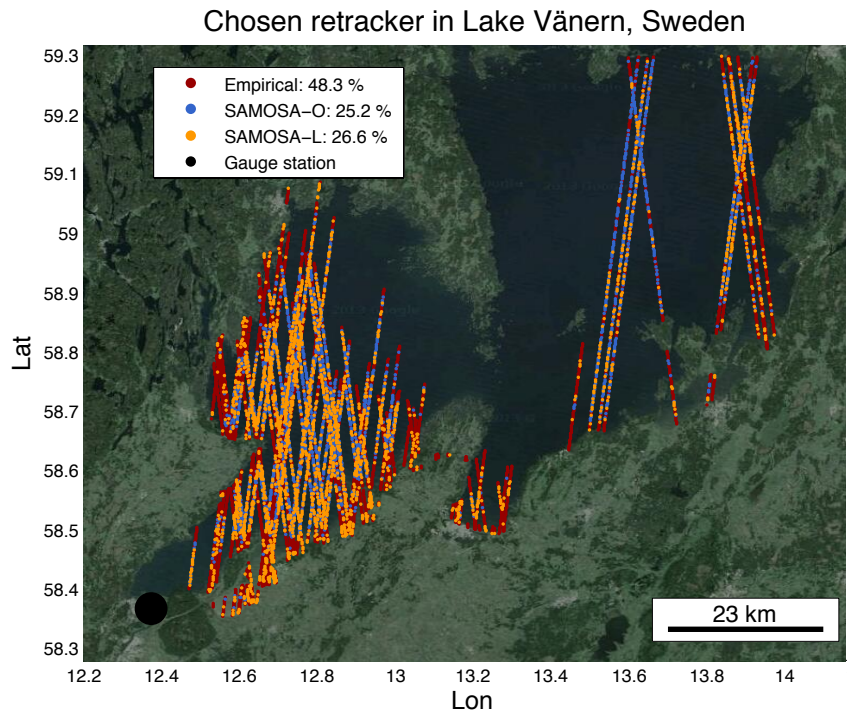 Chosen retracker in Lake Vänern, Sweden
59.3
59.2
59.1
59
58.9
58.8
58.7
58.6
58.5
58.4
58.3
Lat
Empirical: 48.3 %
SAMOSA-O: 25.2 %
SAMOSA-L: 26.6 %
Gauge station
23 km
12.2 12.4 12.6 12.8 13 13.2 13.4 13.6 13.8 14
Lon